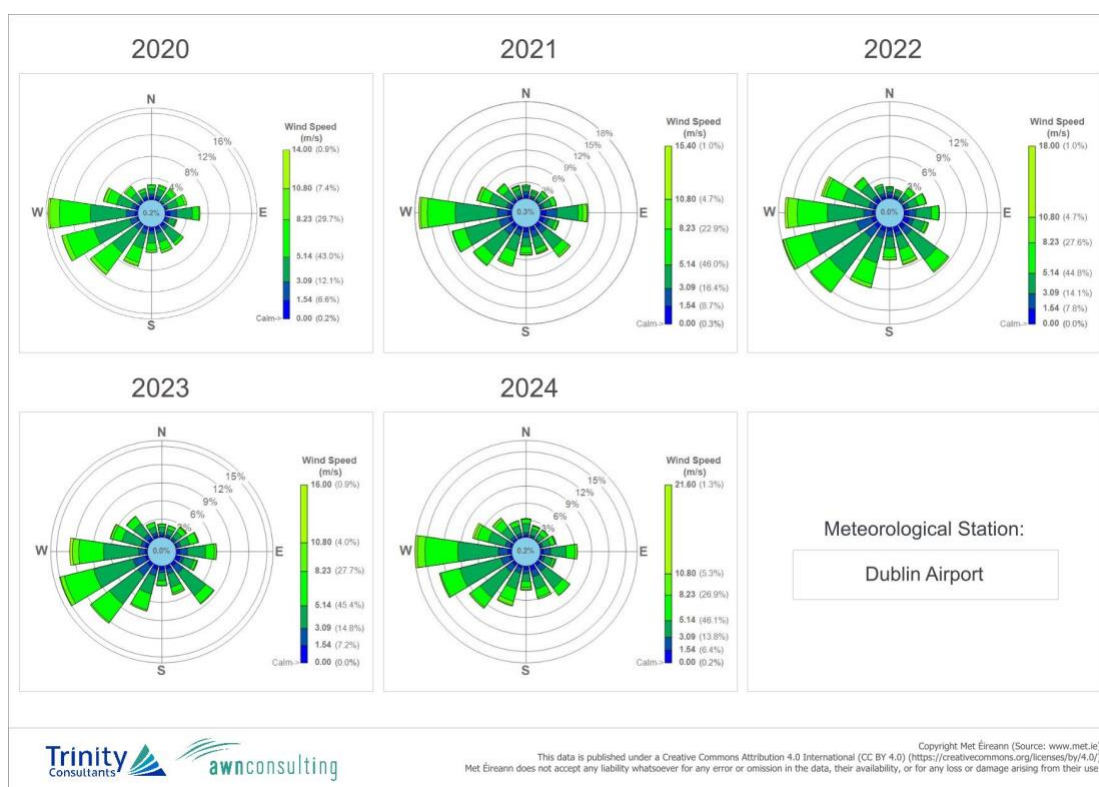 2020
N
16%
12%
8%
4%
0.2%
W
E
S
Wind Speed
(m/s)
14.00 (0.9%)
10.80 (7.4%)
8.23 (29.7%)
5.14 (43.0%)
3.09 (12.1%)
1.54 (6.6%)
Calm-> 0.00 (0.2%)
2021
N
18%
15%
12%
9%
6%
3%
0.3%
W
E
S
Wind Speed
(m/s)
15.40 (1.0%)
10.80 (4.7%)
8.23 (22.9%)
5.14 (46.0%)
3.09 (16.4%)
1.54 (8.7%)
Calm-> 0.00 (0.3%)
2022
N
12%
9%
6%
3%
0.0%
W
E
S
Wind Speed
(m/s)
18.00 (1.0%)
10.80 (4.7%)
8.23 (27.6%)
5.14 (44.8%)
3.09 (14.1%)
1.54 (7.8%)
Calm-> 0.00 (0.0%)
2023
N
15%
12%
9%
6%
3%
0.0%
W
E
S
Wind Speed
(m/s)
16.00 (0.9%)
10.80 (4.0%)
8.23 (27.7%)
5.14 (45.4%)
3.09 (14.8%)
1.54 (7.2%)
Calm-> 0.00 (0.0%)
2024
N
15%
12%
9%
6%
3%
0.2%
W
E
S
Wind Speed
(m/s)
21.60 (1.3%)
10.80 (5.3%)
8.23 (26.9%)
5.14 (46.1%)
3.09 (13.8%)
1.54 (6.4%)
Calm-> 0.00 (0.2%)
Meteorological Station:
Dublin Airport
Trinity
Consultants
awnconsulting
Copyright Met Éireann (Source: www.met.ie)
This data is published under a Creative Commons Attribution 4.0 International (CC BY 4.0) (https://creativecommons.org/licenses/by/4.0/)
Met Éireann does not accept any liability whatsoever for any error or omission in the data, their availability, or for any loss or damage arising from their use